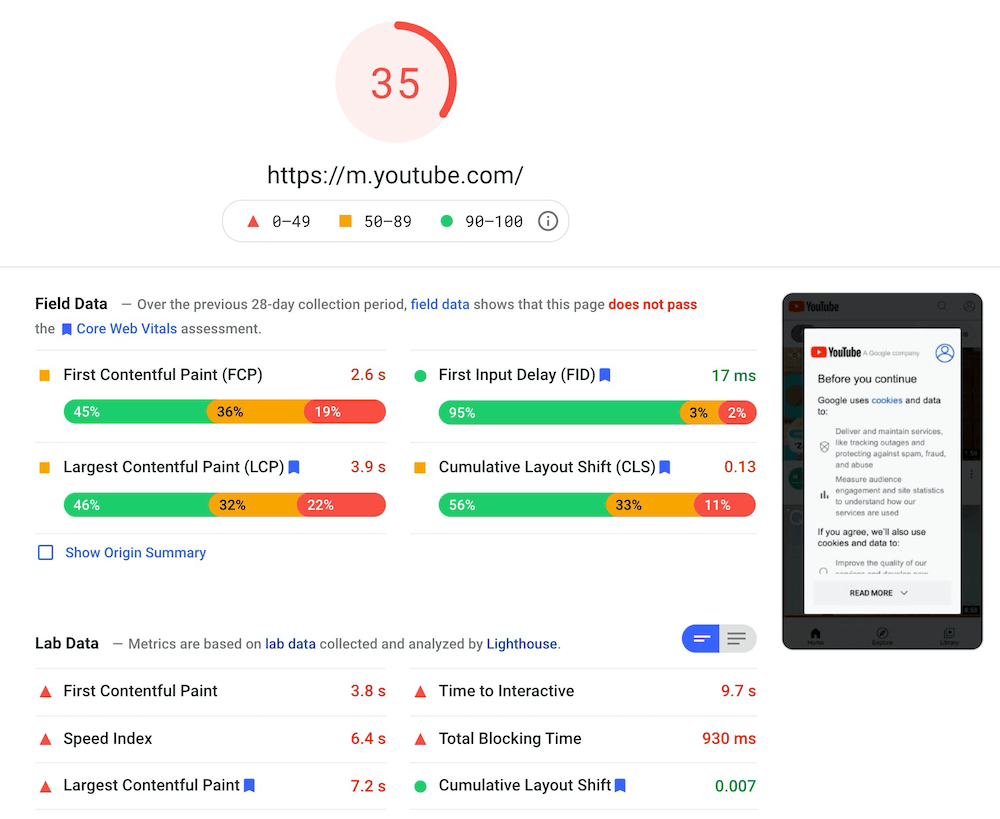 35
https://m.youtube.com/
0–49 50–89 90–100
Field Data — Over the previous 28-day collection period, field data shows that this page does not pass
the Core Web Vitals assessment.
First Contentful Paint (FCP) 2.6 s
45% 36% 19%
First Input Delay (FID) 17 ms
95% 3% 2%
Largest Contentful Paint (LCP) 3.9 s
46% 32% 22%
Cumulative Layout Shift (CLS) 0.13
56% 33% 11%
Show Origin Summary
Lab Data — Metrics are based on lab data collected and analyzed by Lighthouse.
First Contentful Paint 3.8 s
Time to Interactive 9.7 s
Speed Index 6.4 s
Total Blocking Time 930 ms
Largest Contentful Paint 7.2 s
Cumulative Layout Shift 0.007
YouTube
YouTube A Google company
Before you continue
Google uses cookies and data
to:
Deliver and maintain services,
like tracking outages and
protecting against spam, fraud,
and abuse
Measure audience
engagement and site statistics
to understand how our
services are used
If you agree, we'll also use
cookies and data to:
Improve the quality of our
services and develop new
READ MORE
Home Explore Library